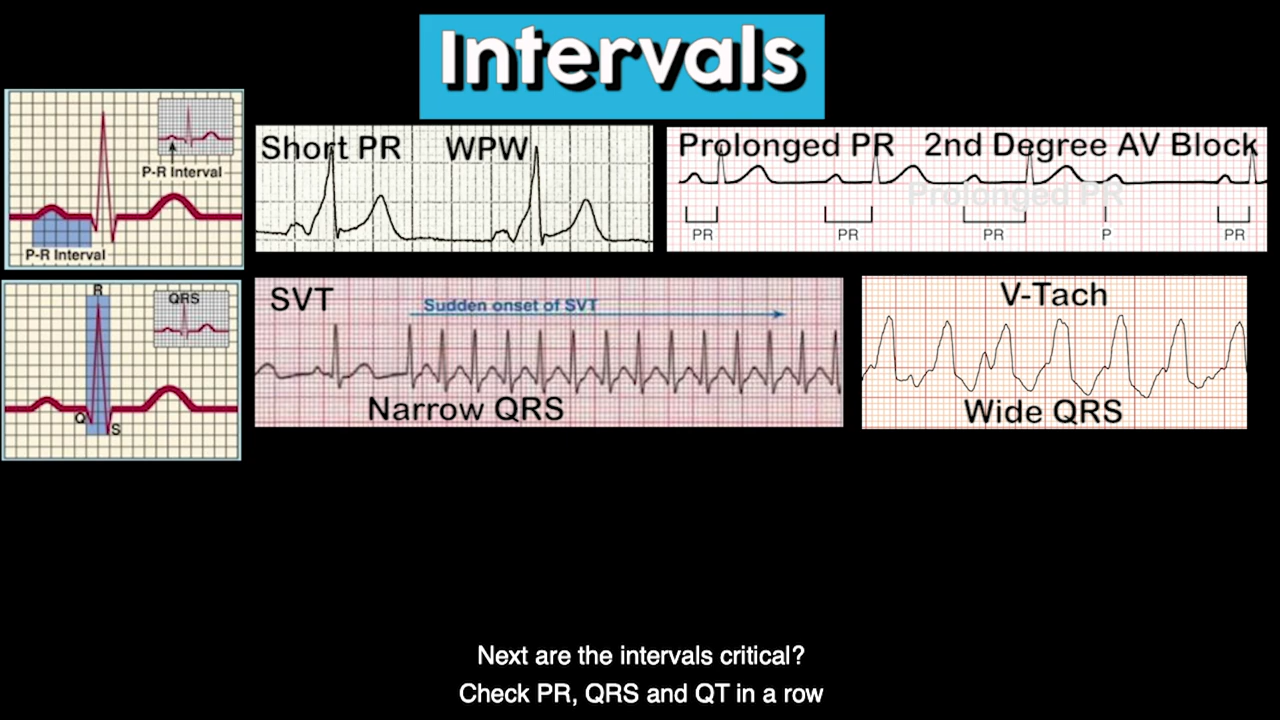 Intervals
P-R Interval
P-R Interval
Short PR WPW
Prolonged PR 2nd Degree AV Block
Prolonged PR
PR PR PR P PR
R
QRS
Q
S
SVT
Sudden onset of SVT
Narrow QRS
V-Tach
Wide QRS
Next are the intervals critical?
Check PR, QRS and QT in a row